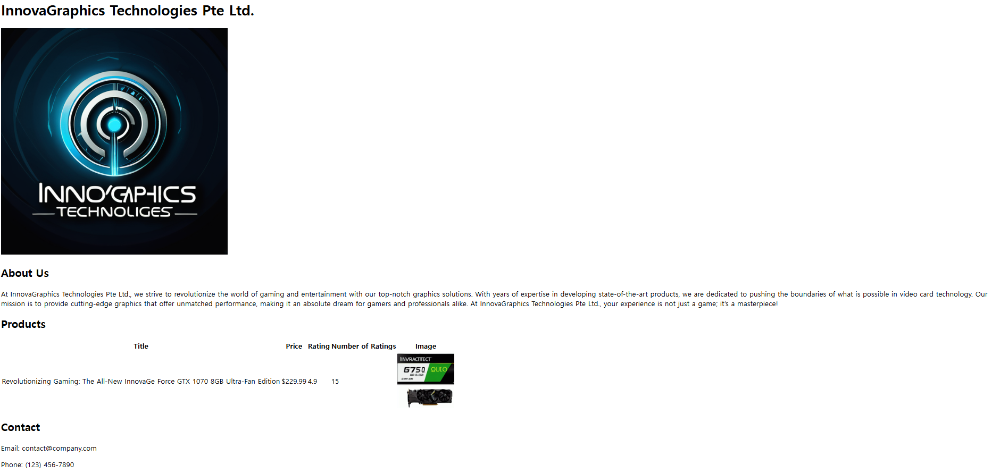 InnovaGraphics Technologies Pte Ltd.
INNO'GAPHICS
TECHNOLIGES
About Us
At InnovaGraphics Technologies Pte Ltd., we strive to revolutionize the world of gaming and entertainment with our top-notch graphics solutions. With years of expertise in developing state-of-the-art products, we are dedicated to pushing the boundaries of what is possible in video card technology. Our
mission is to provide cutting-edge graphics that offer unmatched performance, making it an absolute dream for gamers and professionals alike. At InnovaGraphics Technologies Pte Ltd., your experience is not just a game; it's a masterpiece!
Products
Title Price Rating Number of Ratings Image
IINVRACTITECT
G750 QULO
Revolutionizing Gaming: The All-New InnovaGe Force GTX 1070 8GB Ultra-Fan Edition $229.99 4.9 15
Contact
Email: contact@company.com
Phone: (123) 456-7890